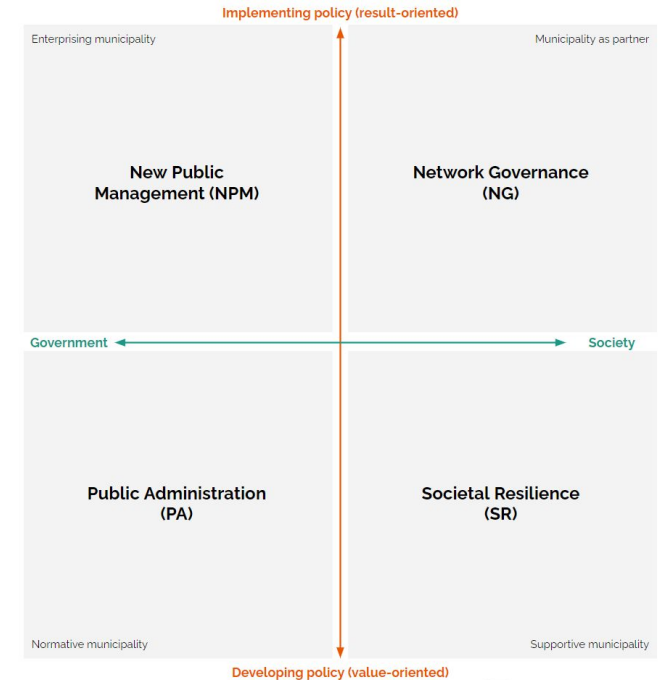 Implementing policy (result-oriented)
Enterprising municipality
Municipality as partner
New Public
Management (NPM)
Network Governance
(NG)
Government
Society
Public Administration
(PA)
Societal Resilience
(SR)
Normative municipality
Supportive municipality
Developing policy (value-oriented)